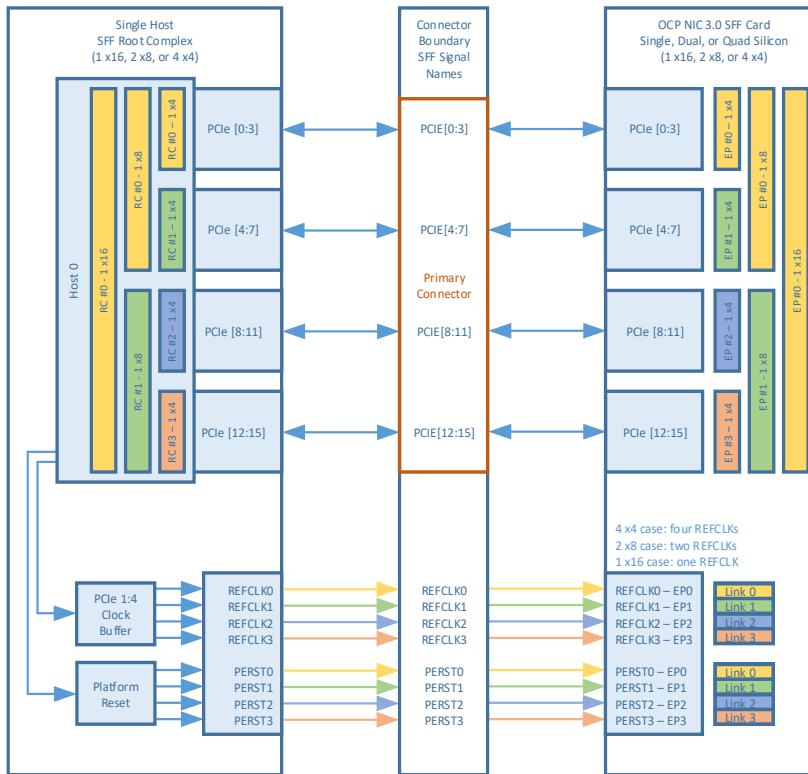 Single Host
SFF Root Complex
(1 x16, 2 x8, or 4 x4)
Host 0
RC #0 - 1 x16
RC #0 - 1 x8
RC #1 - 1 x8
RC #0 – 1 x4
RC #1 – 1 x4
RC #2 – 1 x4
RC #3 – 1 x4
PCIe [0:3]
PCIe [4:7]
PCIe [8:11]
PCIe [12:15]
PCIe 1:4
Clock
Buffer
Platform
Reset
REFCLK0
REFCLK1
REFCLK2
REFCLK3
PERST0
PERST1
PERST2
PERST3
Connector
Boundary
SFF Signal
Names
PCIE[0:3]
PCIE[4:7]
Primary
Connector
PCIE[8:11]
PCIE[12:15]
REFCLK0
REFCLK1
REFCLK2
REFCLK3
PERST0
PERST1
PERST2
PERST3
OCP NIC 3.0 SFF Card
Single, Dual, or Quad Silicon
(1 x16, 2 x8, or 4 x4)
PCIe [0:3]
PCIe [4:7]
PCIe [8:11]
PCIe [12:15]
EP #0 – 1 x4
EP #1 – 1 x4
EP #2 – 1 x4
EP #3 – 1 x4
EP #0 - 1 x8
EP #1 - 1 x8
EP #0 - 1 x16
4 x4 case: four REFCLKs
2 x8 case: two REFCLKs
1 x16 case: one REFCLK
REFCLK0 – EP0
REFCLK1 – EP1
REFCLK2 – EP2
REFCLK3 – EP3
PERST0 – EP0
PERST1 – EP1
PERST2 – EP2
PERST3 – EP3
Link 0
Link 1
Link 2
Link 3
Link 0
Link 1
Link 2
Link 3